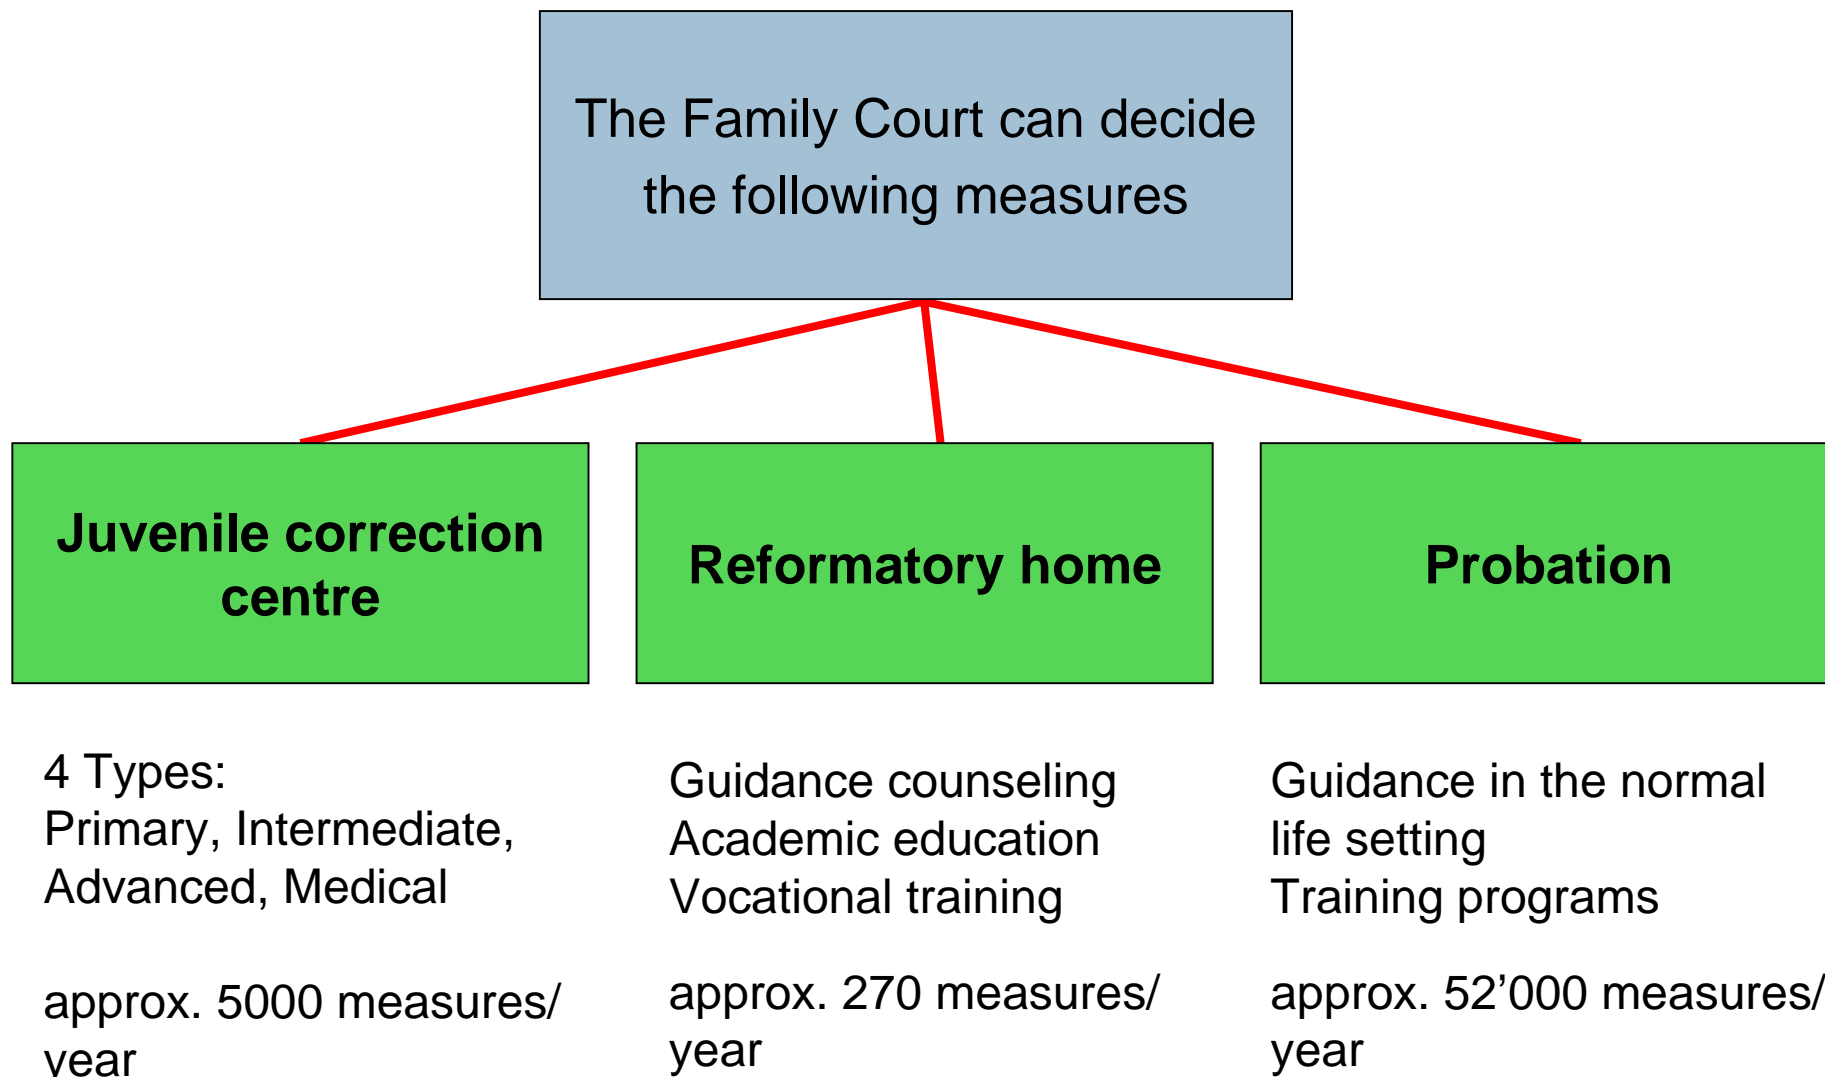 The Family Court can decide
the following measures
Juvenile correction
centre
Reformatory home
Probation
4 Types:
Primary, Intermediate,
Advanced, Medical
approx. 5000 measures/
year
Guidance counseling
Academic education
Vocational training
approx. 270 measures/
year
Guidance in the normal
life setting
Training programs
approx. 52’000 measures/
year